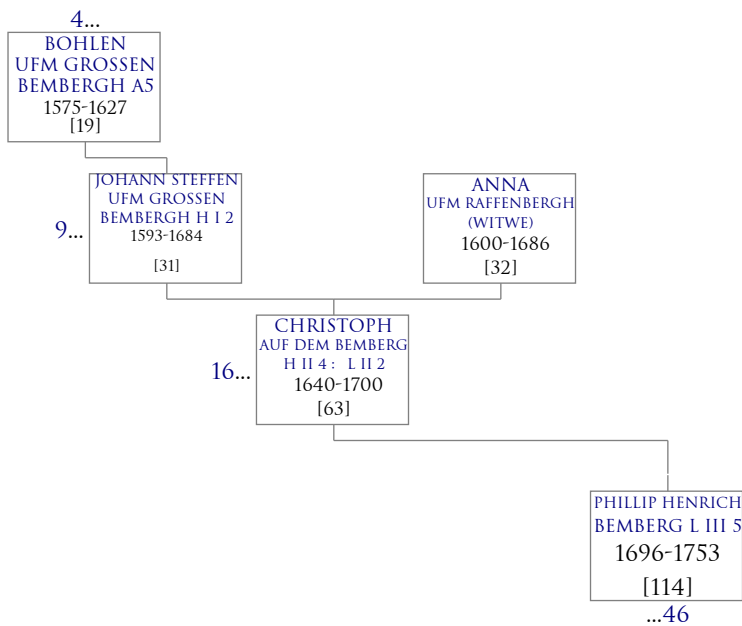 4...
BOHLEN
UFM GROSSEN
BEMBERGH A5
1575-1627
[19]
JOHANN STEFFEN
UFM GROSSEN
BEMBERGH H I 2
1593-1684
[31]
9...
ANNA
UFM RAFFENBERGH
(WITWE)
1600-1686
[32]
CHRISTOPH
AUF DEM BEMBERG
H II 4 : L II 2
1640-1700
[63]
16...
PHILLIP HENRICH
BEMBERG L III 5
1696-1753
[114]
...46